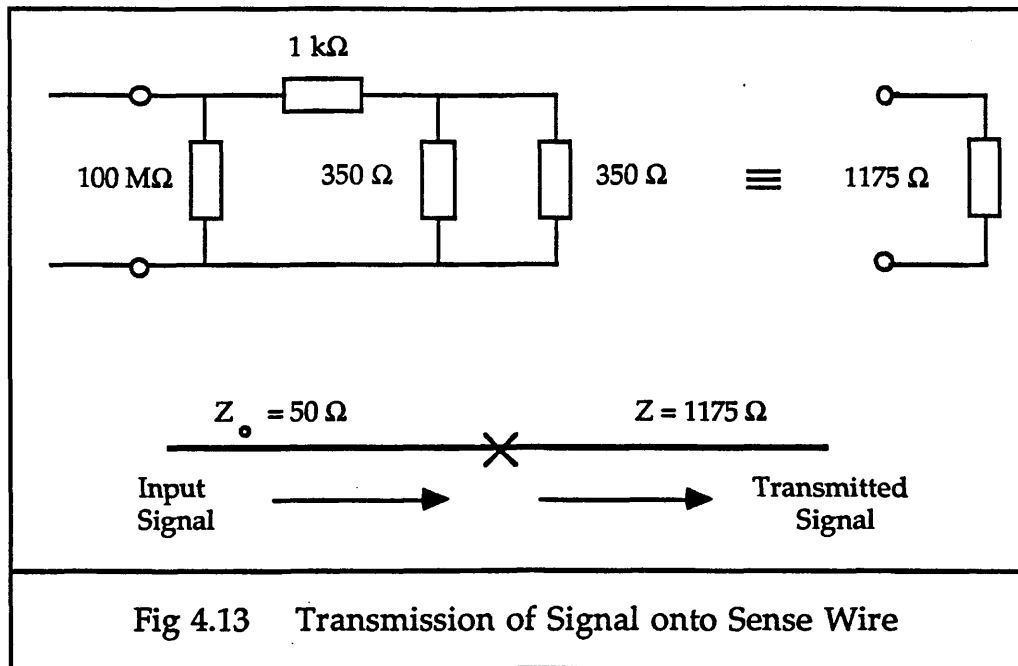 1 kΩ
100 MΩ
350 Ω
350 Ω
≡
1175 Ω
Z₀ = 50 Ω
Z = 1175 Ω
Input
Signal
Transmitted
Signal
Fig 4.13 Transmission of Signal onto Sense Wire